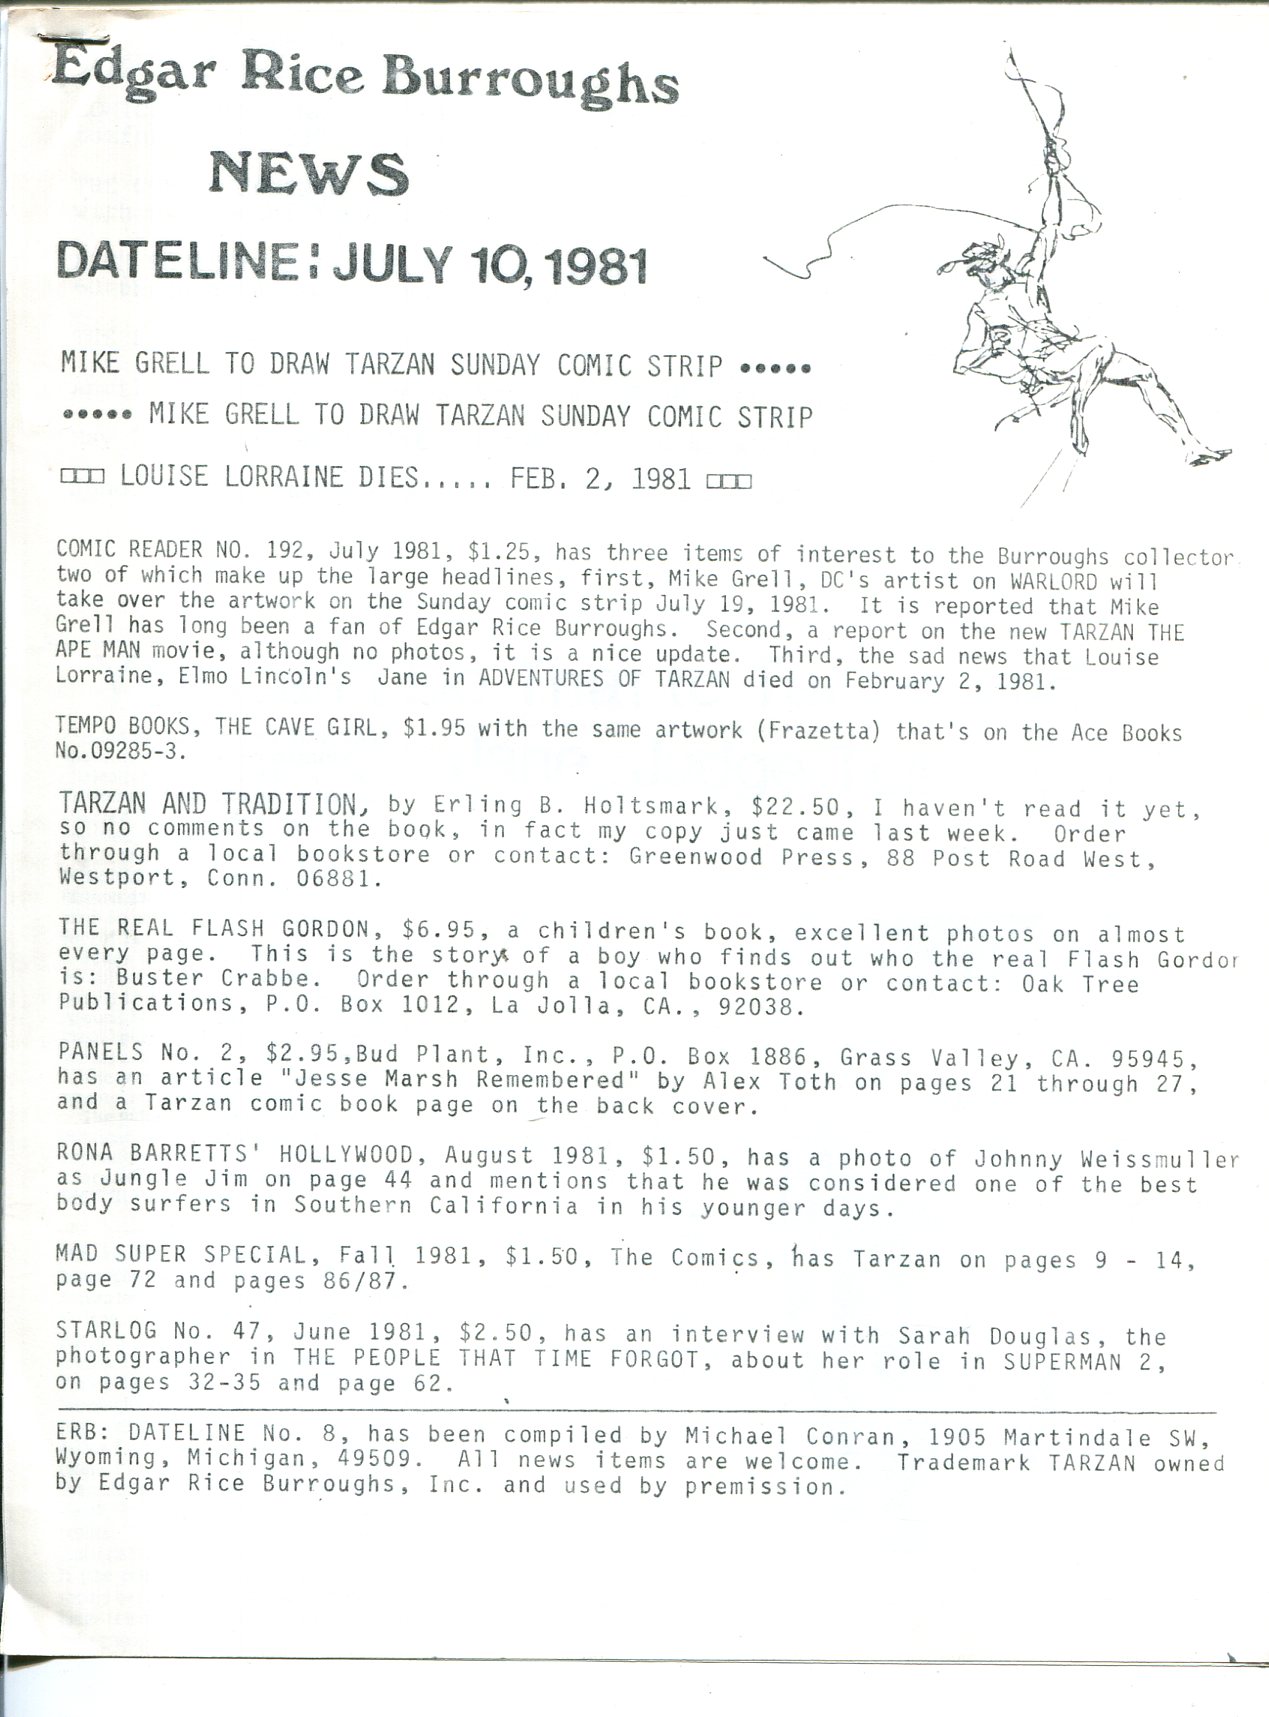 Edgar Rice Burroughs
NEWS
DATELINE: JULY 10, 1981
MIKE GRELL TO DRAW TARZAN SUNDAY COMIC STRIP •••••
••••• MIKE GRELL TO DRAW TARZAN SUNDAY COMIC STRIP
□□□ LOUISE LORRAINE DIES..... FEB. 2, 1981 □□□
COMIC READER NO. 192, July 1981, $1.25, has three items of interest to the Burroughs collector
two of which make up the large headlines, first, Mike Grell, DC's artist on WARLORD will
take over the artwork on the Sunday comic strip July 19, 1981.  It is reported that Mike
Grell has long been a fan of Edgar Rice Burroughs.  Second, a report on the new TARZAN THE
APE MAN movie, although no photos, it is a nice update.  Third, the sad news that Louise
Lorraine, Elmo Lincoln's  Jane in ADVENTURES OF TARZAN died on February 2, 1981.
TEMPO BOOKS, THE CAVE GIRL, $1.95 with the same artwork (Frazetta) that's on the Ace Books
No.09285-3.
TARZAN AND TRADITION, by Erling B. Holtsmark, $22.50, I haven't read it yet,
so no comments on the book, in fact my copy just came last week.  Order
through a local bookstore or contact: Greenwood Press, 88 Post Road West,
Westport, Conn. 06881.
THE REAL FLASH GORDON, $6.95, a children's book, excellent photos on almost
every page.  This is the story of a boy who finds out who the real Flash Gordon
is: Buster Crabbe.  Order through a local bookstore or contact: Oak Tree
Publications, P.O. Box 1012, La Jolla, CA., 92038.
PANELS No. 2, $2.95,Bud Plant, Inc., P.O. Box 1886, Grass Valley, CA. 95945,
has an article "Jesse Marsh Remembered" by Alex Toth on pages 21 through 27,
and a Tarzan comic book page on the back cover.
RONA BARRETTS' HOLLYWOOD, August 1981, $1.50, has a photo of Johnny Weissmuller
as Jungle Jim on page 44 and mentions that he was considered one of the best
body surfers in Southern California in his younger days.
MAD SUPER SPECIAL, Fall 1981, $1.50, The Comics, has Tarzan on pages 9 - 14,
page 72 and pages 86/87.
STARLOG No. 47, June 1981, $2.50, has an interview with Sarah Douglas, the
photographer in THE PEOPLE THAT TIME FORGOT, about her role in SUPERMAN 2,
on pages 32-35 and page 62.
ERB: DATELINE No. 8, has been compiled by Michael Conran, 1905 Martindale SW,
Wyoming, Michigan, 49509.  All news items are welcome.  Trademark TARZAN owned
by Edgar Rice Burroughs, Inc. and used by premission.